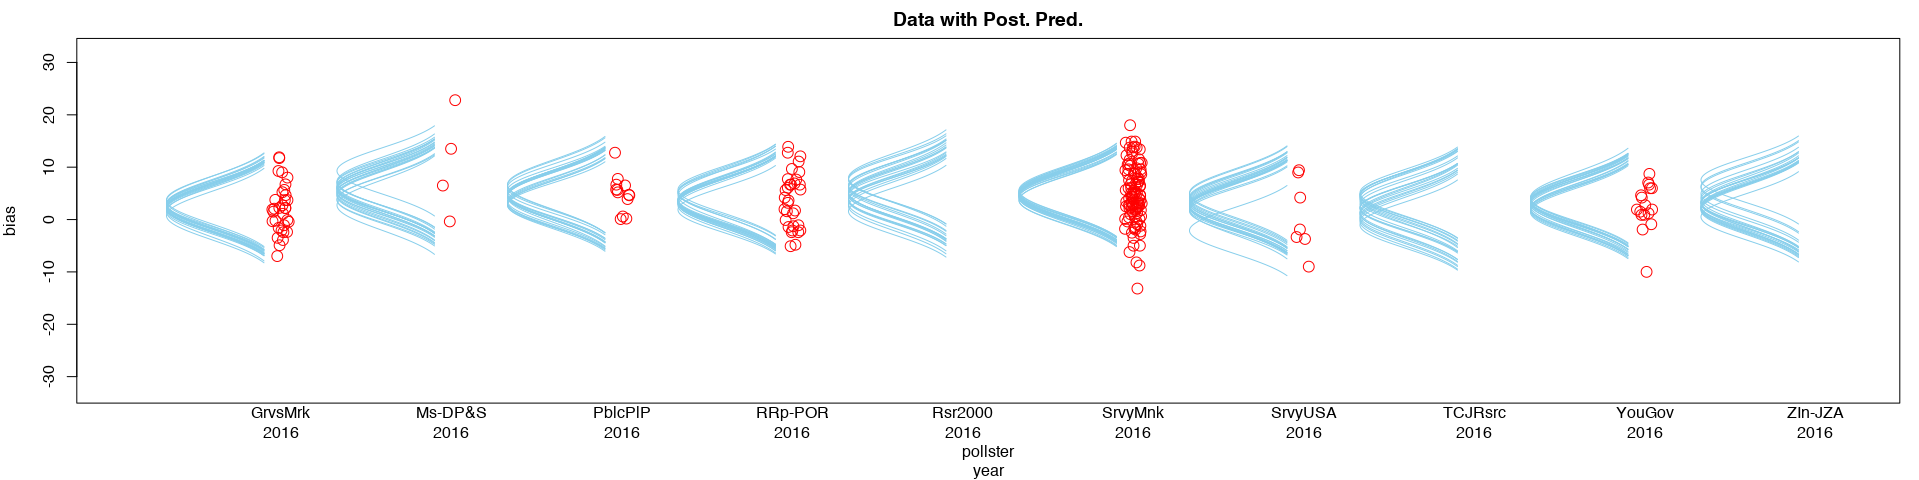 Data with Post. Pred.
30
20
10
0
-10
-20
-30
bias
GrvsMrk Ms-DP&S PblcPlP RRp-POR Rsr2000 SrvyMnk SrvyUSA TCJRsrc YouGov ZIn-JZA
2016 2016 2016 2016 2016 2016 2016 2016 2016 2016
pollster
year